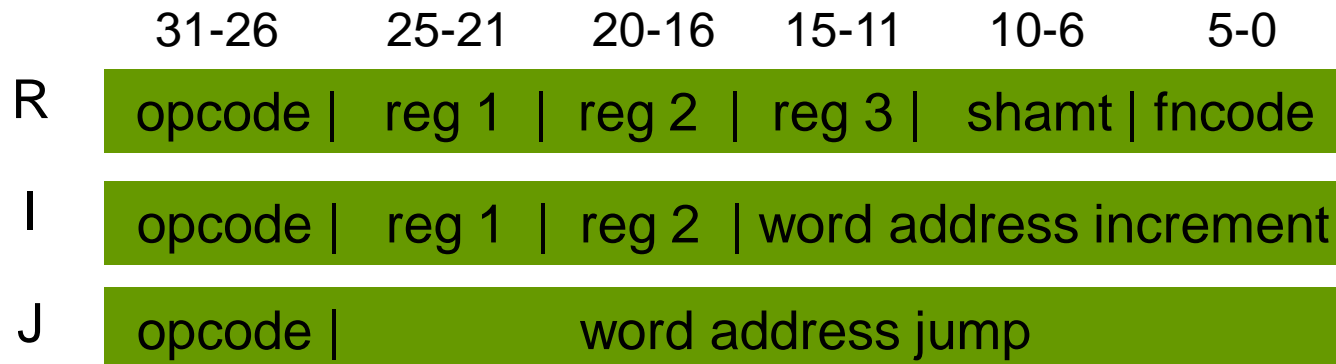 31-26 25-21 20-16 15-11 10-6 5-0
R opcode | reg 1 | reg 2 | reg 3 | shamt | fncode
I opcode | reg 1 | reg 2 | word address increment
J opcode | word address jump